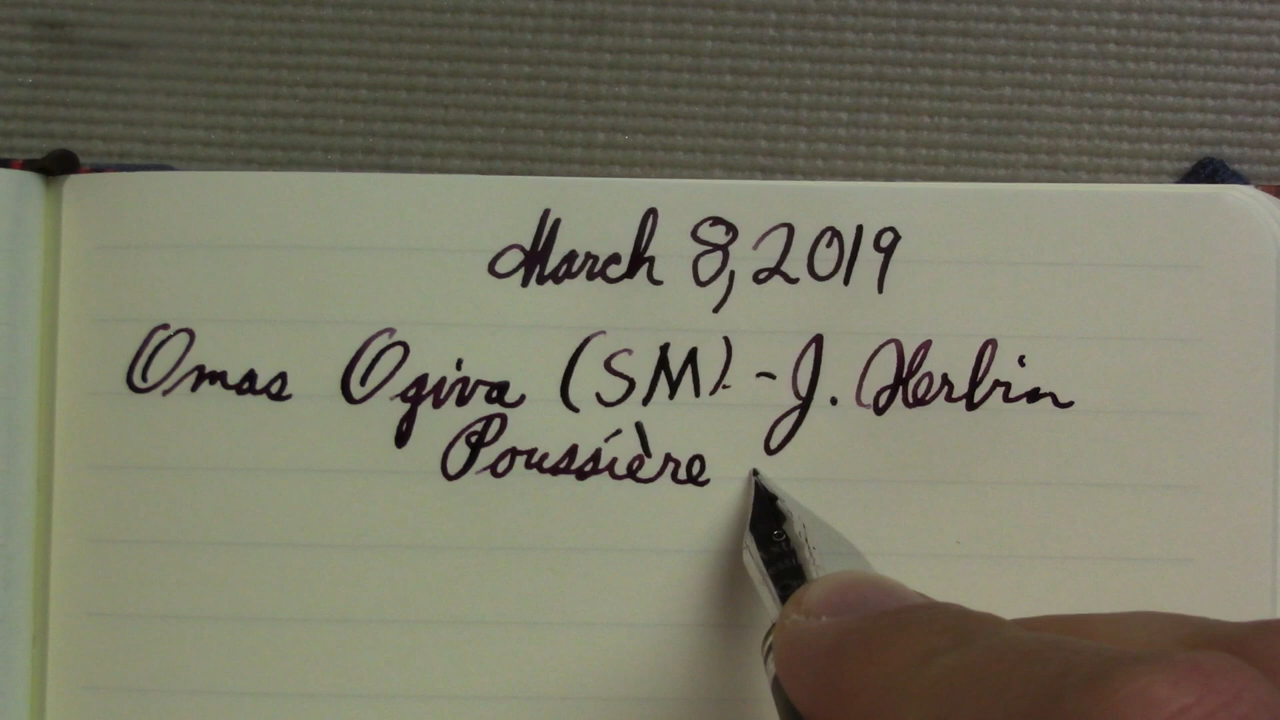 March 8, 2019
Omas Ogiva (SM) - J. Herbin
Poussière